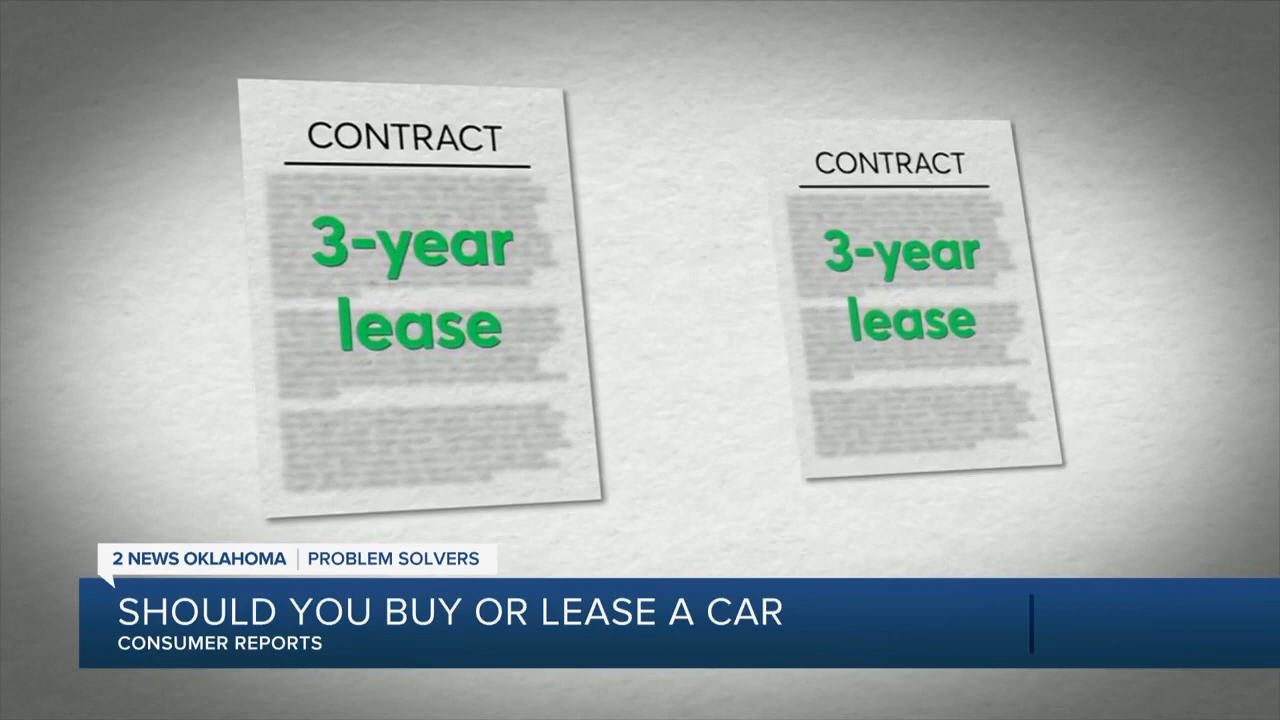 CONTRACT
3-year
lease
CONTRACT
3-year
lease
2 NEWS OKLAHOMA | PROBLEM SOLVERS
SHOULD YOU BUY OR LEASE A CAR
CONSUMER REPORTS